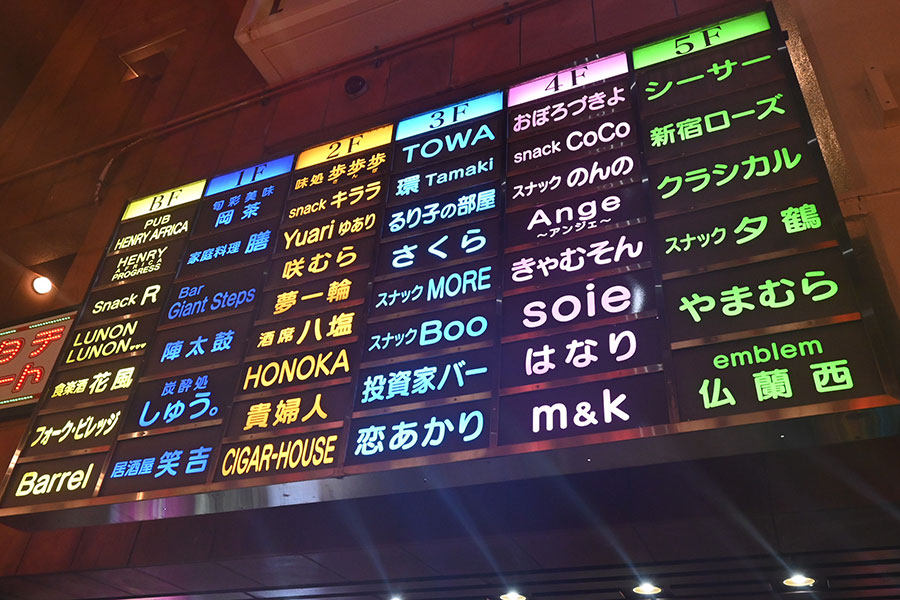 BF
PUB
HENRY AFRICA
HENRY
AFRICA
PROGRESS
Snack R
LUNON
LUNON
食楽酒 花風
フォーク・ビレッジ
Barrel
1F
旬彩美味
岡茶
家庭料理 膳
Bar
Giant Steps
陣太鼓
炭酔処
しゅう。
居酒屋 笑吉
2F
味処 歩歩歩
snack キララ
Yuari ゆあり
咲むら
夢一輪
酒席 八塩
HONOKA
貴婦人
CIGAR-HOUSE
3F
TOWA
環 Tamaki
るり子の部屋
さくら
スナック MORE
スナック Boo
投資家バー
恋あかり
4F
おぼろづきよ
snack CoCo
スナック のんの
Ange
～アンジェ～
きゃむそん
soie
はなり
m&k
5F
シーサー
新宿ローズ
クラシカル
スナック 夕鶴
やまむら
emblem
仏蘭西